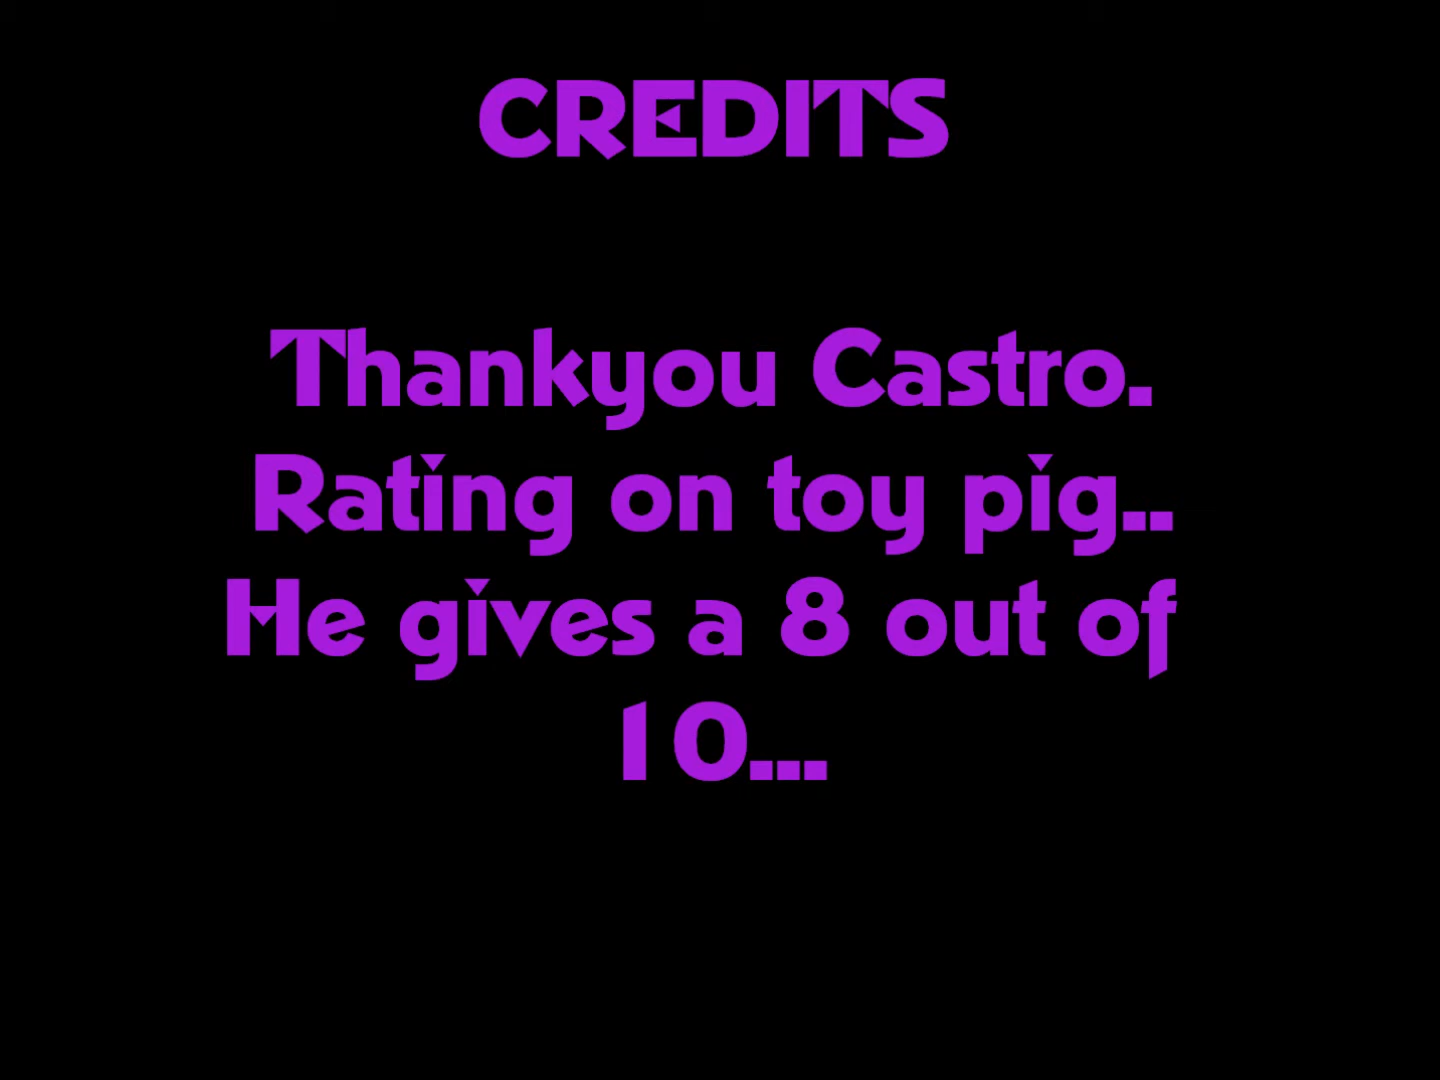 CREDITS
Thankyou Castro.
Rating on toy pig..
He gives a 8 out of
10...